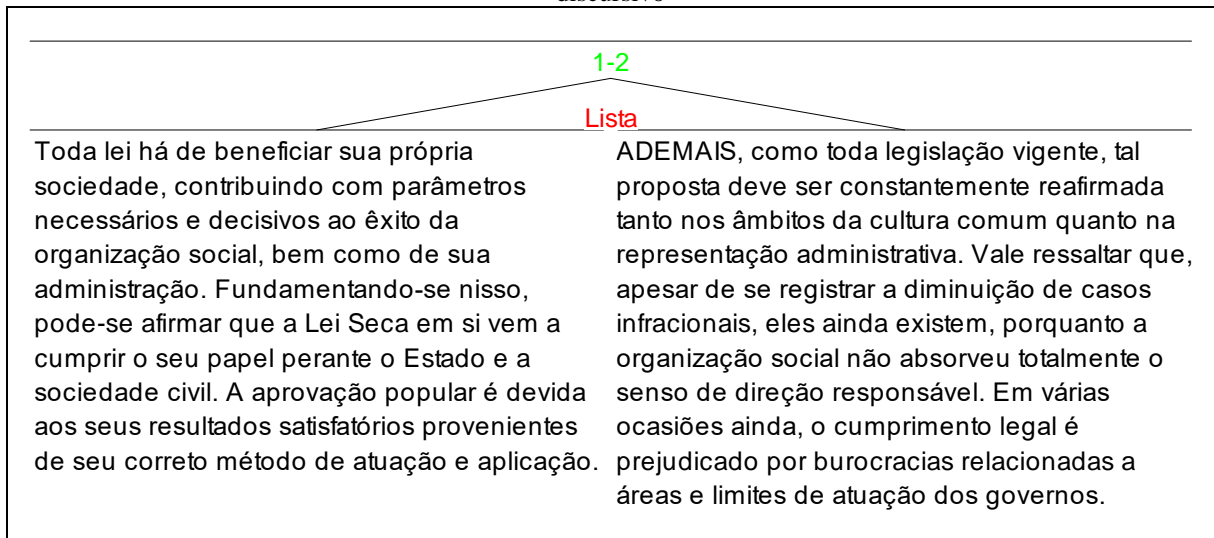 1-2
Lista
Toda lei há de beneficiar sua própria
sociedade, contribuindo com parâmetros
necessários e decisivos ao êxito da
organização social, bem como de sua
administração. Fundamentando-se nisso,
pode-se afirmar que a Lei Seca em si vem a
cumprir o seu papel perante o Estado e a
sociedade civil. A aprovação popular é devida
aos seus resultados satisfatórios provenientes
de seu correto método de atuação e aplicação.
ADEMAIS, como toda legislação vigente, tal
proposta deve ser constantemente reafirmada
tanto nos âmbitos da cultura comum quanto na
representação administrativa. Vale ressaltar que,
apesar de se registrar a diminuição de casos
infracionais, eles ainda existem, porquanto a
organização social não absorveu totalmente o
senso de direção responsável. Em várias
ocasiões ainda, o cumprimento legal é
prejudicado por burocracias relacionadas a
áreas e limites de atuação dos governos.